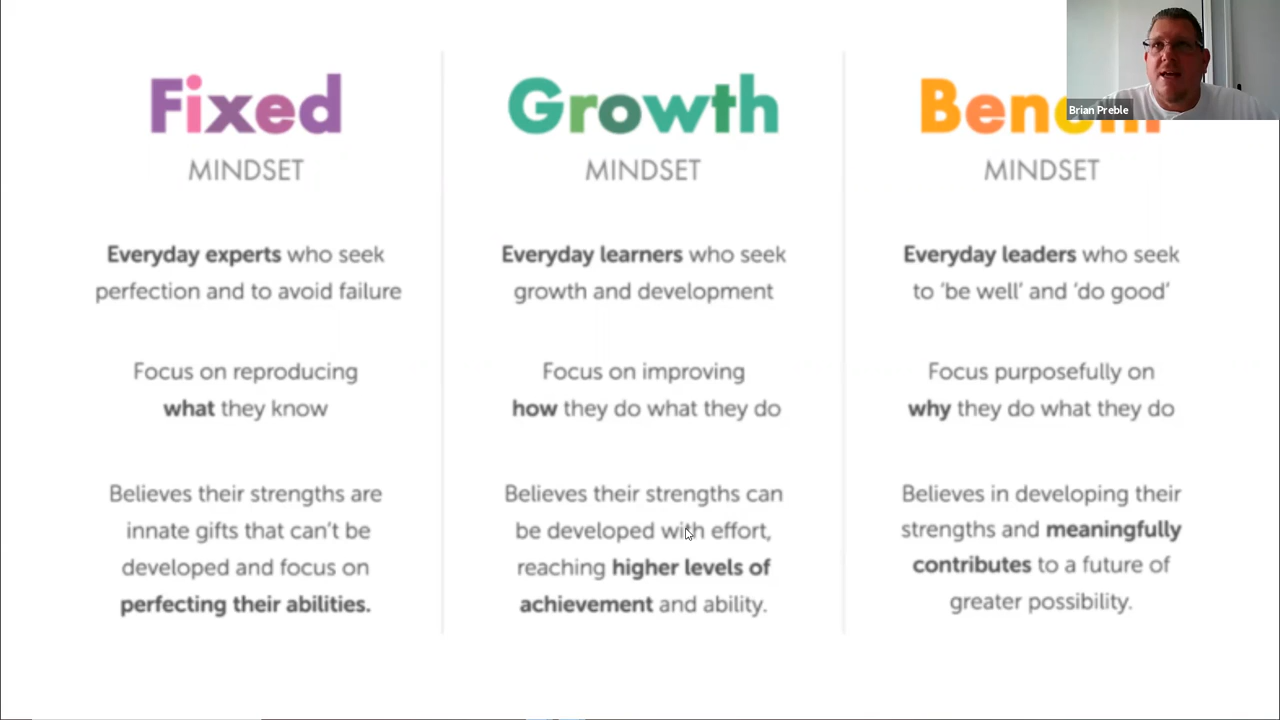 Fixed
MINDSET
Everyday experts who seek
perfection and to avoid failure
Focus on reproducing
what they know
Believes their strengths are
innate gifts that can't be
developed and focus on
perfecting their abilities.
Growth
MINDSET
Everyday learners who seek
growth and development
Focus on improving
how they do what they do
Believes their strengths can
be developed with effort,
reaching higher levels of
achievement and ability.
MINDSET
Everyday leaders who seek
to ‘be well’ and ‘do good’
Focus purposefully on
why they do what they do
Believes in developing their
strengths and meaningfully
contributes to a future of
greater possibility.
Brian Preble